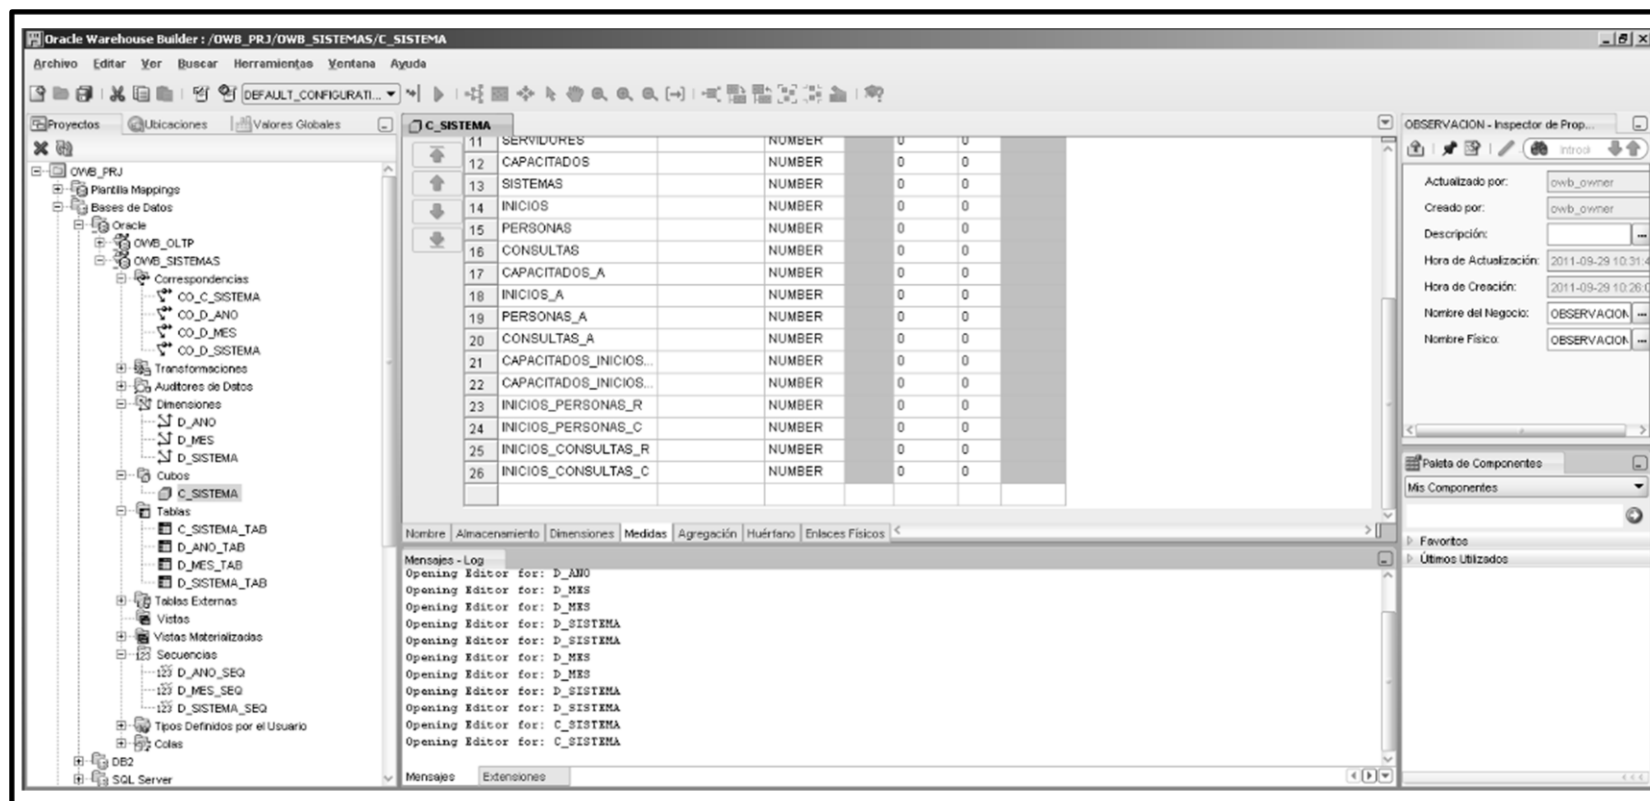 Oracle Warehouse Builder : /OWB_PRJ/OWB_SISTEMAS/C_SISTEMA
Archivo Editar Ver Buscar Herramientas Ventana Ayuda
DEFAULT_CONFIGURATI...
Proyectos Ubicaciones Valores Globales
OWB_PRJ
Plantilla Mappings
Bases de Datos
Oracle
OWB_OLTP
OWB_SISTEMAS
Correspondencias
CO_C_SISTEMA
CO_D_ANO
CO_D_MES
CO_D_SISTEMA
Transformaciones
Auditores de Datos
Dimensiones
D_ANO
D_MES
D_SISTEMA
Cubos
C_SISTEMA
Tablas
C_SISTEMA_TAB
D_ANO_TAB
D_MES_TAB
D_SISTEMA_TAB
Tablas Externas
Vistas
Vistas Materializadas
Secuencias
D_ANO_SEQ
D_MES_SEQ
D_SISTEMA_SEQ
Tipos Definidos por el Usuario
Colas
DB2
SQL Server
C_SISTEMA
11 SERVIDORES NUMBER 0 0
12 CAPACITADOS NUMBER 0 0
13 SISTEMAS NUMBER 0 0
14 INICIOS NUMBER 0 0
15 PERSONAS NUMBER 0 0
16 CONSULTAS NUMBER 0 0
17 CAPACITADOS_A NUMBER 0 0
18 INICIOS_A NUMBER 0 0
19 PERSONAS_A NUMBER 0 0
20 CONSULTAS_A NUMBER 0 0
21 CAPACITADOS_INICIOS... NUMBER 0 0
22 CAPACITADOS_INICIOS... NUMBER 0 0
23 INICIOS_PERSONAS_R NUMBER 0 0
24 INICIOS_PERSONAS_C NUMBER 0 0
25 INICIOS_CONSULTAS_R NUMBER 0 0
26 INICIOS_CONSULTAS_C NUMBER 0 0
Nombre Almacenamiento Dimensiones Medidas Agregación Huérfano Enlaces Físicos
Mensajes - Log
Opening Editor for: D_ANO
Opening Editor for: D_MES
Opening Editor for: D_MES
Opening Editor for: D_SISTEMA
Opening Editor for: D_SISTEMA
Opening Editor for: D_MES
Opening Editor for: D_MES
Opening Editor for: D_SISTEMA
Opening Editor for: D_SISTEMA
Opening Editor for: C_SISTEMA
Opening Editor for: C_SISTEMA
Mensajes Extensiones
OBSERVACION - Inspector de Prop...
Introd
Actualizado por: owb_owner
Creado por: owb_owner
Descripción: ...
Hora de Actualización: 2011-09-29 10:31:4
Hora de Creación: 2011-09-29 10:26:0
Nombre del Negocio: OBSERVACION ...
Nombre Físico: OBSERVACION ...
Paleta de Componentes
Mis Componentes
Favoritos
Últimos Utilizados